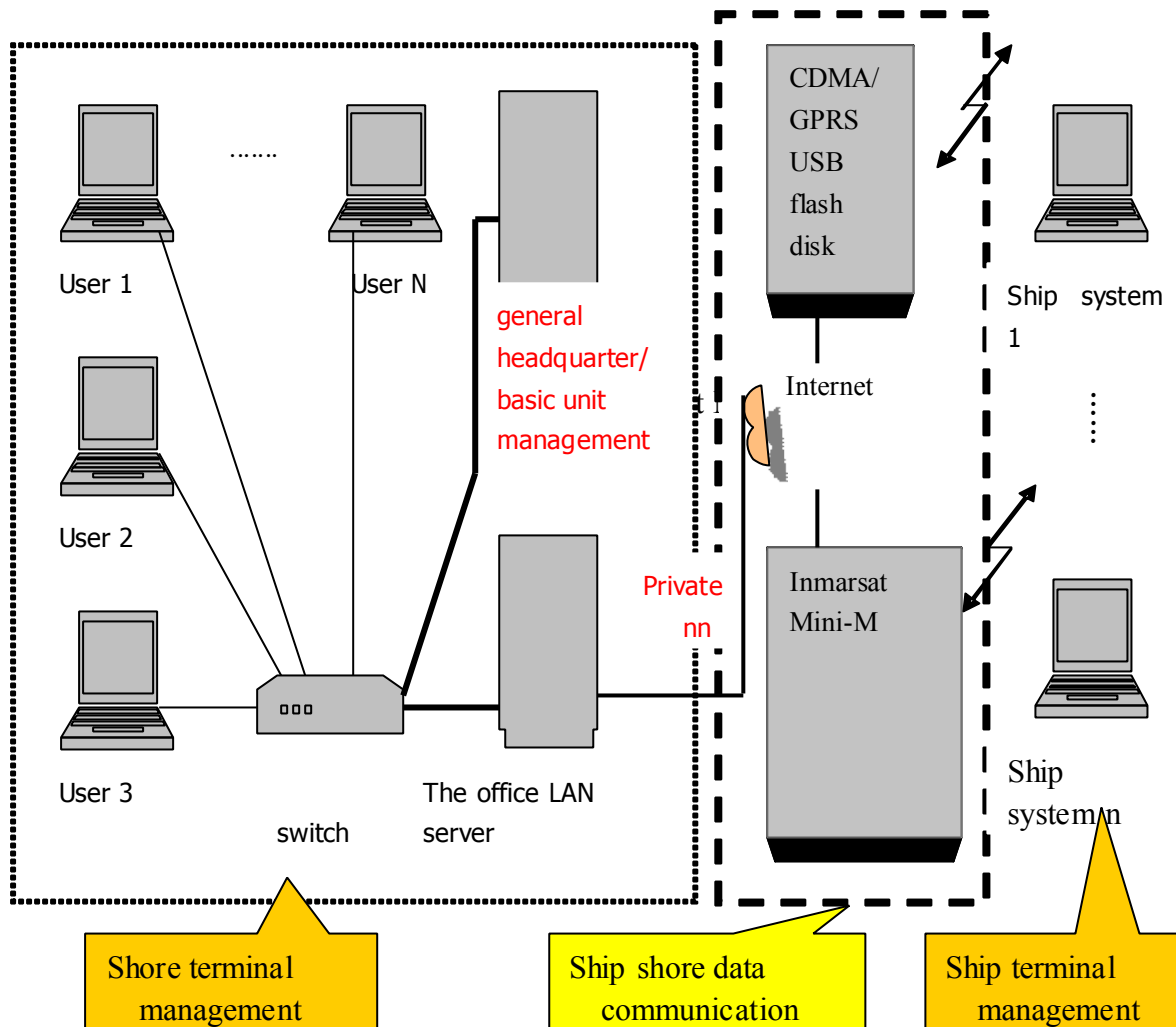 CDMA/
GPRS
USB
flash
disk
.......
User 1
User N
Ship system
1
general
headquarter/
basic unit
management
Internet
......
User 2
Private
nn
Inmarsat
Mini-M
User 3
The office LAN
server
switch
Ship
system n
Shore terminal
management
Ship shore data
communication
Ship terminal
management